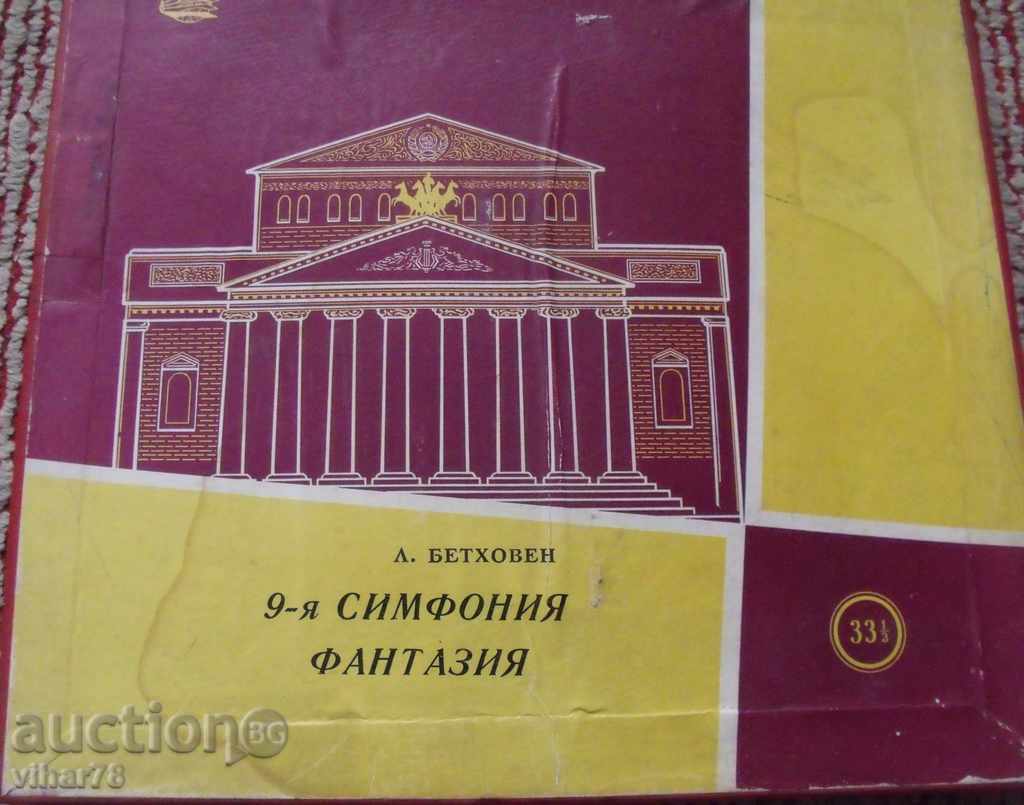 Л. БЕТХОВЕН
9-я СИМФОНИЯ
ФАНТАЗИЯ
33⅓
auctionBG
vihar78